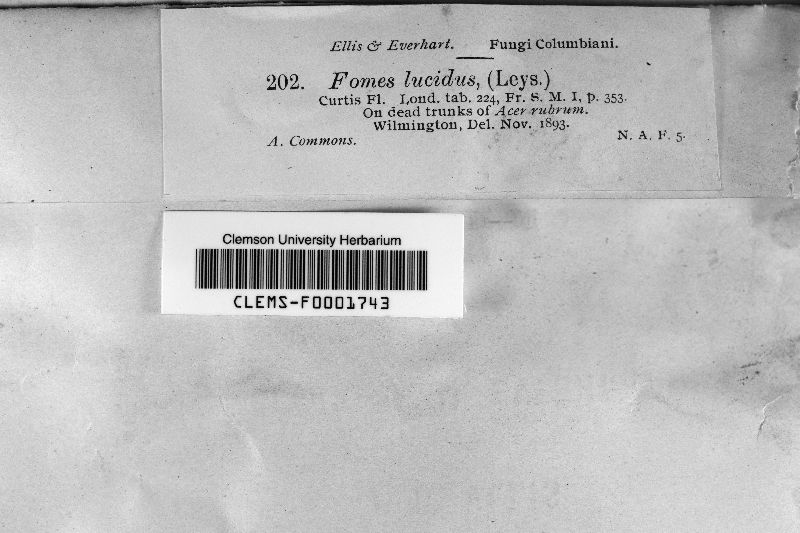 Ellis & Everhart. Fungi Columbiani.
202. Fomes lucidus, (Leys.)
Curtis Fl. Lond. tab. 224, Fr. S. M. I, p. 353.
On dead trunks of Acer rubrum.
Wilmington, Del. Nov. 1893.
A. Commons. N. A. F. 5.
Clemson University Herbarium
CLEMS-F0001743